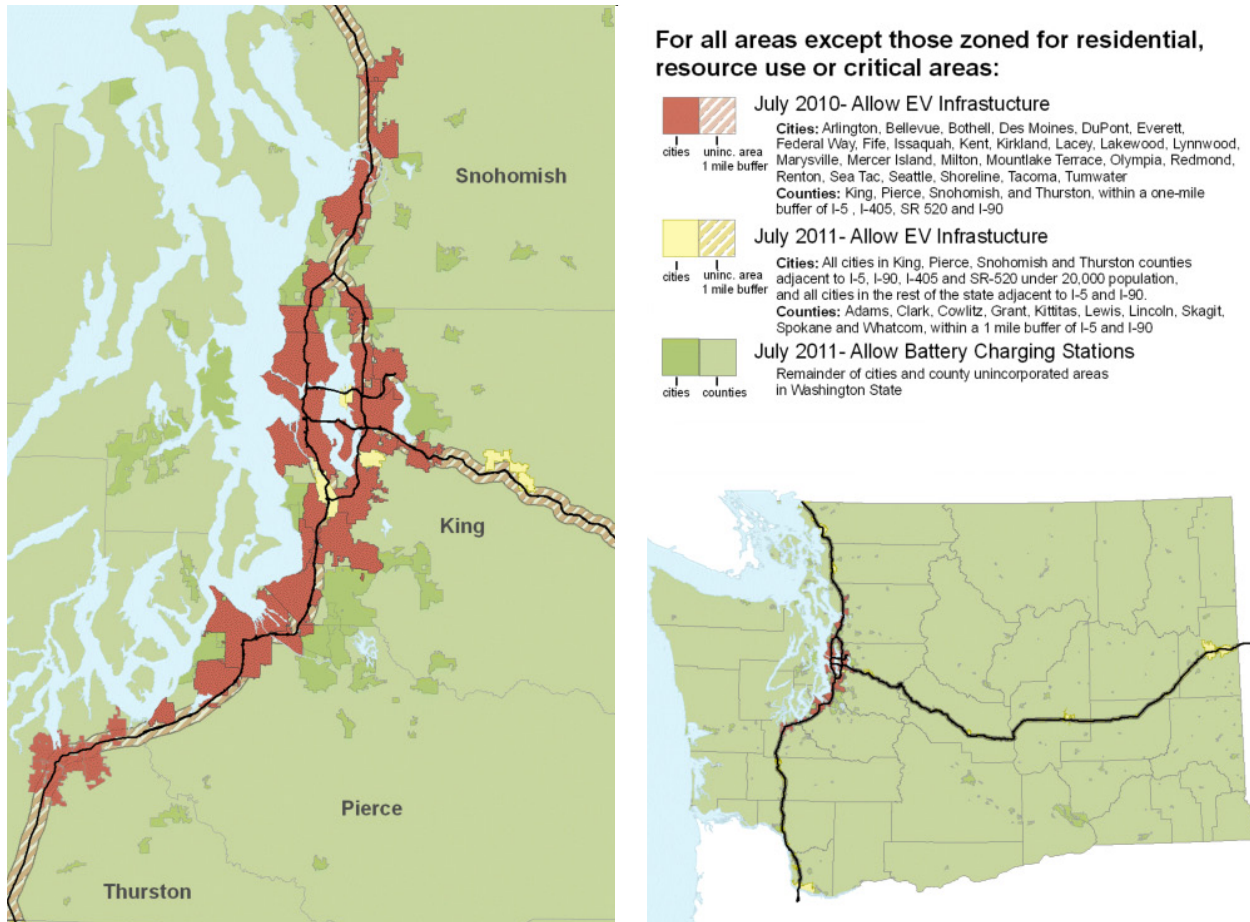 Snohomish
King
Pierce
Thurston
For all areas except those zoned for residential,
resource use or critical areas:
July 2010- Allow EV Infrastucture
cities
uninc. area
1 mile buffer
Cities: Arlington, Bellevue, Bothell, Des Moines, DuPont, Everett,
Federal Way, Fife, Issaquah, Kent, Kirkland, Lacey, Lakewood, Lynnwood,
Marysville, Mercer Island, Milton, Mountlake Terrace, Olympia, Redmond,
Renton, Sea Tac, Seattle, Shoreline, Tacoma, Tumwater
Counties: King, Pierce, Snohomish, and Thurston, within a one-mile
buffer of I-5 , I-405, SR 520 and I-90
July 2011- Allow EV Infrastucture
cities
uninc. area
1 mile buffer
Cities: All cities in King, Pierce, Snohomish and Thurston counties
adjacent to I-5, I-90, I-405 and SR-520 under 20,000 population,
and all cities in the rest of the state adjacent to I-5 and I-90.
Counties: Adams, Clark, Cowlitz, Grant, Kittitas, Lewis, Lincoln, Skagit,
Spokane and Whatcom, within a 1 mile buffer of I-5 and I-90
July 2011- Allow Battery Charging Stations
cities
counties
Remainder of cities and county unincorporated areas
in Washington State